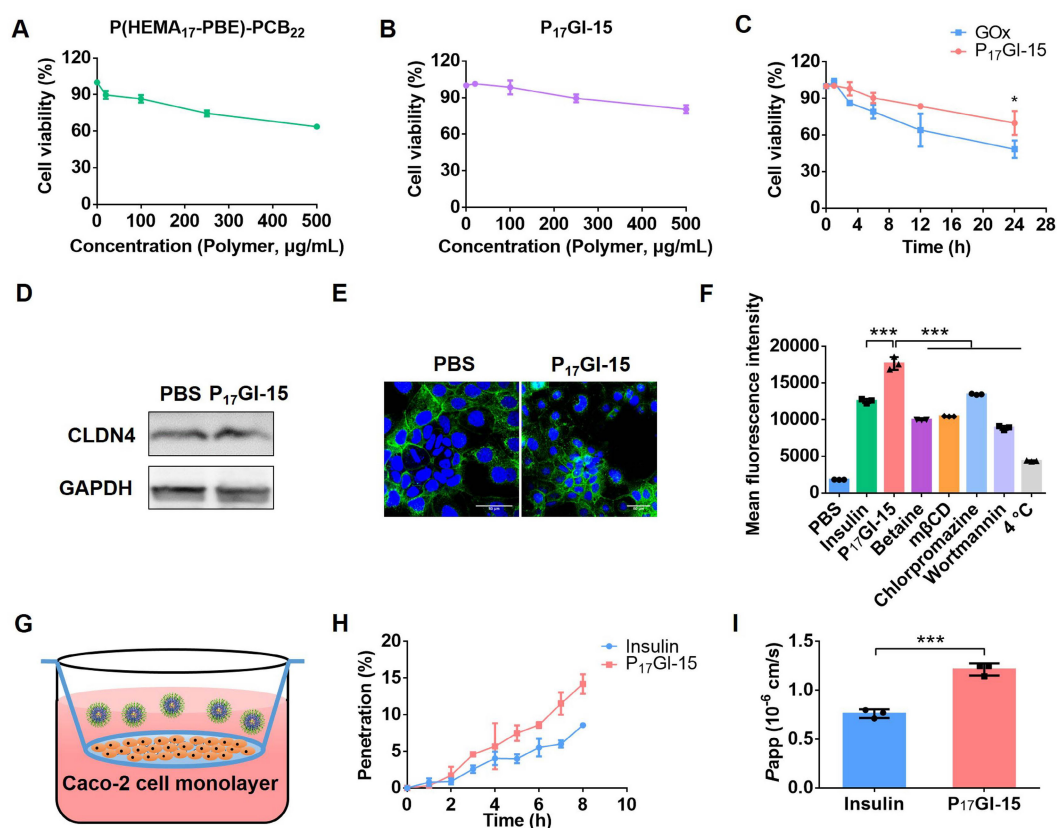 A
P(HEMA₁₇-PBE)-PCB₂₂
Cell viability (%)
120
90
60
30
0
0 100 200 300 400 500
Concentration (Polymer, µg/mL)
B
P₁₇GI-15
Cell viability (%)
120
90
60
30
0
0 100 200 300 400 500
Concentration (Polymer, µg/mL)
C
GOx
P₁₇GI-15
Cell viability (%)
120
90
60
30
0
*
0 4 8 12 16 20 24 28
Time (h)
D
PBS P₁₇GI-15
CLDN4
GAPDH
E
PBS P₁₇GI-15
F
Mean fluorescence intensity
20000
15000
10000
5000
0
*** ***
PBS
Insulin
P₁₇GI-15
Betaine
mβCD
Chlorpromazine
Wortmannin
4 °C
G
Caco-2 cell monolayer
H
Insulin
P₁₇GI-15
Penetration (%)
20
15
10
5
0
0 2 4 6 8 10
Time (h)
I
Papp (10⁻⁶ cm/s)
1.5
1.0
0.5
0.0
***
Insulin P₁₇GI-15